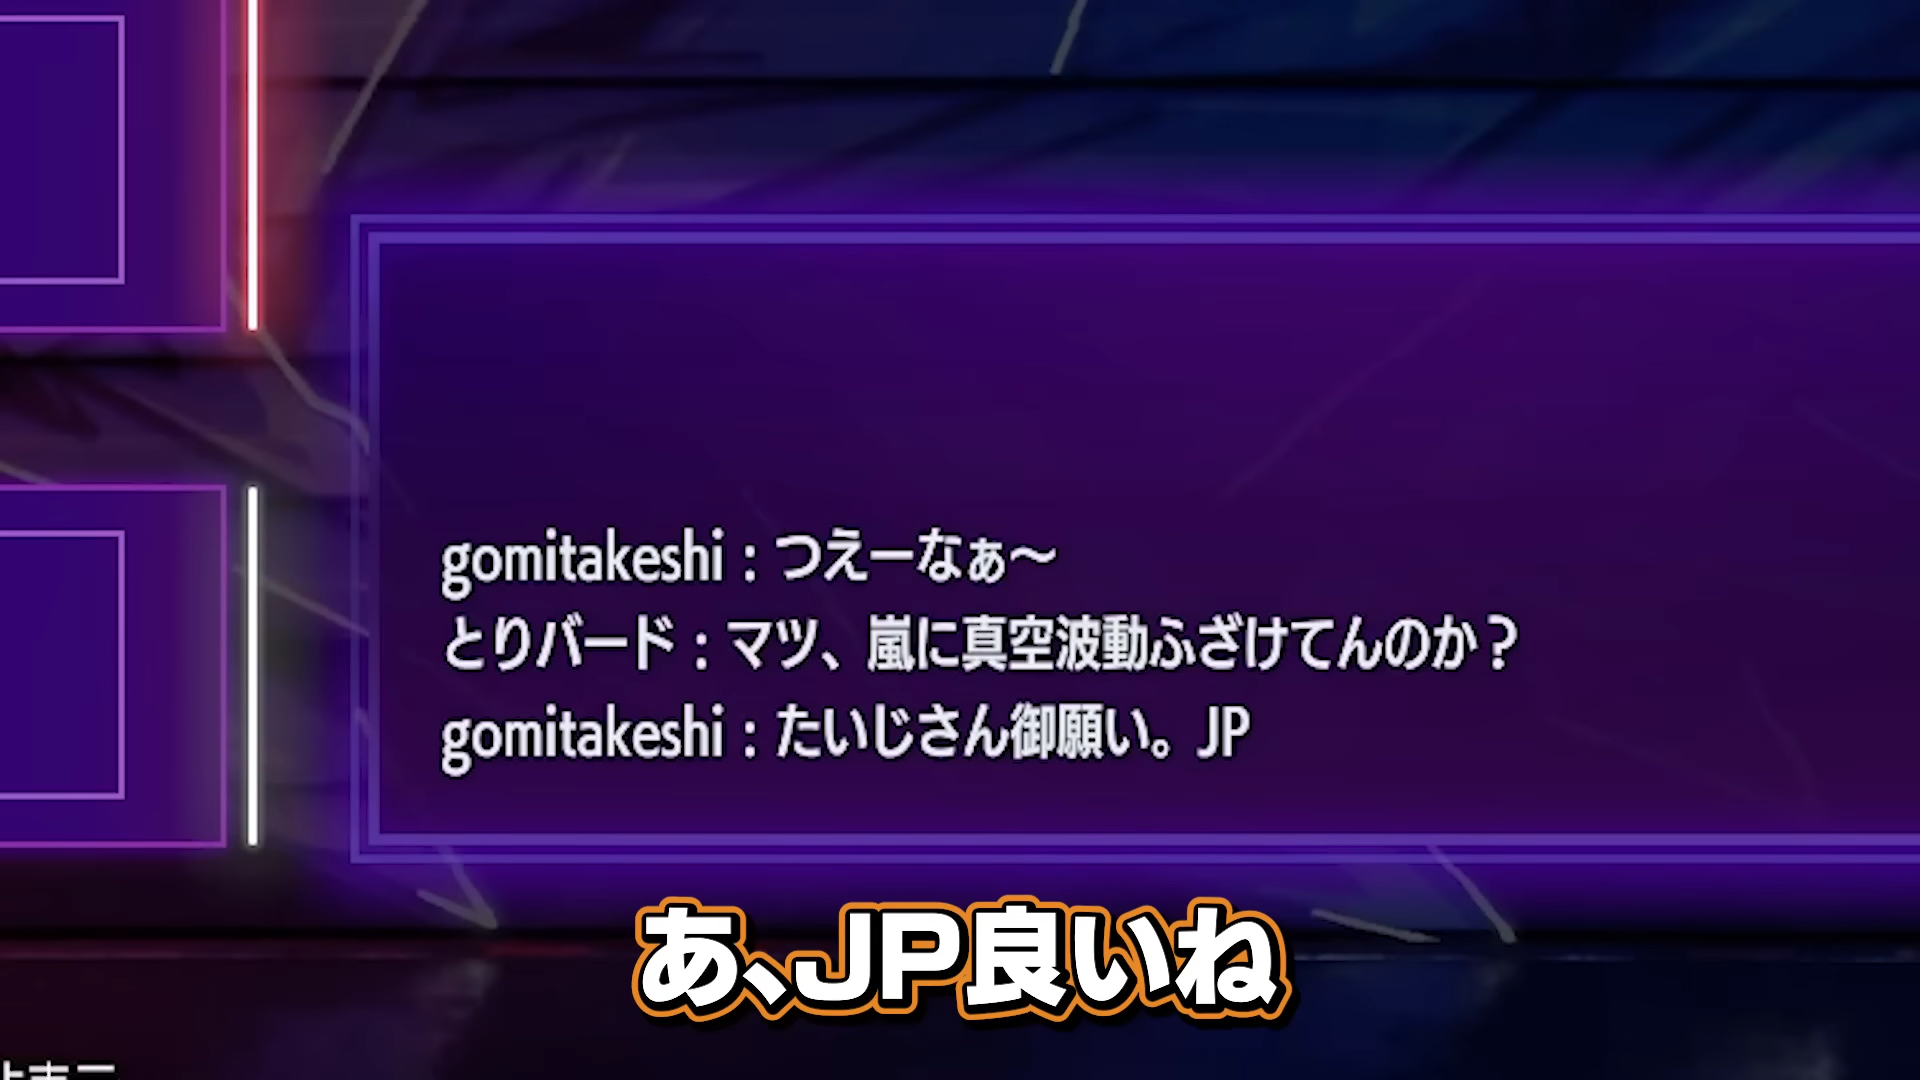 gomitakeshi：つえーなぁ～
とりバード：マツ、嵐に真空波動ふざけてんのか？
gomitakeshi：たいじさん御願い。JP
あ、JP良いね